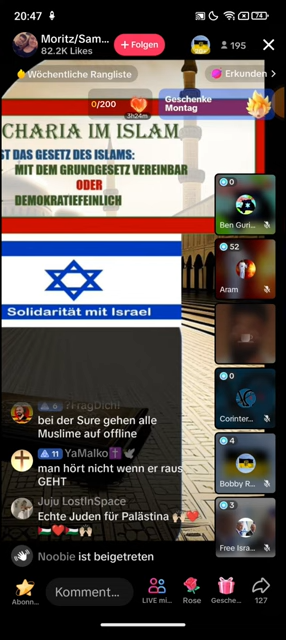 20:47
74
Moritz/Sam...
82.2K Likes
+ Folgen
195
Wöchentliche Rangliste
Erkunden >
0/200
3h24m
Geschenke
Montag
CHARIA IM ISLAM
ST DAS GESETZ DES ISLAMS:
MIT DEM GRUNDGESETZ VEREINBAR
ODER
DEMOKRATIEFEINLICH
Solidarität mit Israel
0
Ben Guri...
52
Aram
0
Corinter...
4
Bobby R...
3
Free Isra...
bei der Sure gehen alle
Muslime auf offline
11 YaMalko
man hört nicht wenn er raus
GEHT
Juju LostInSpace
Echte Juden für Palästina
Noobie ist beigetreten
Abonn...
Komment...
LIVE mi...
Rose
Gesche...
127